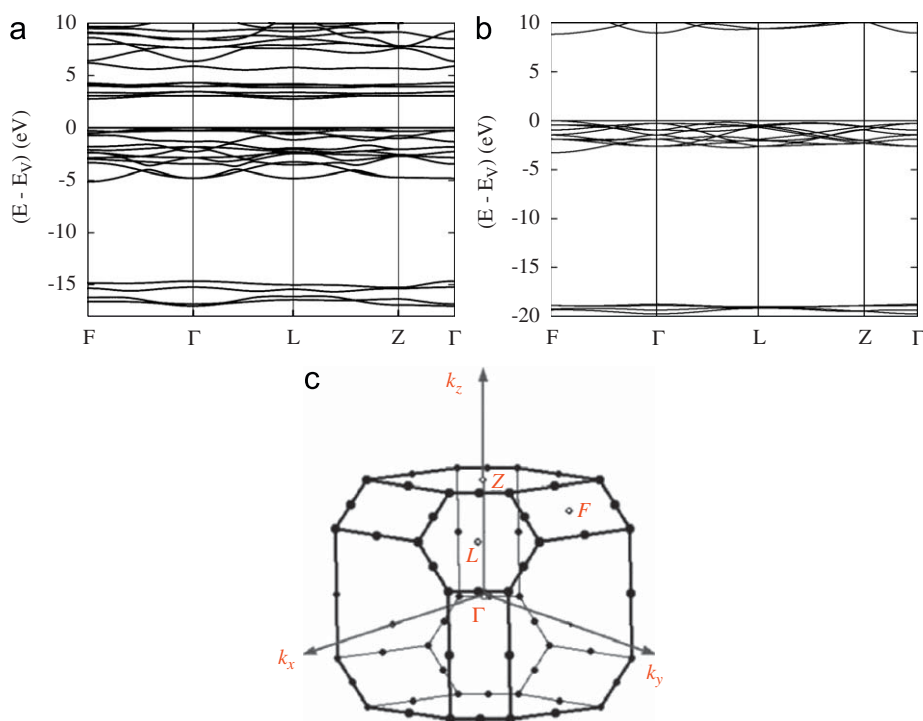 a
10
5
0
-5
-10
-15
(E - E_V) (eV)
F Γ L Z Γ
b
10
5
0
-5
-10
-15
-20
(E - E_V) (eV)
F Γ L Z Γ
c
k_z
Z
F
L
Γ
k_x
k_y